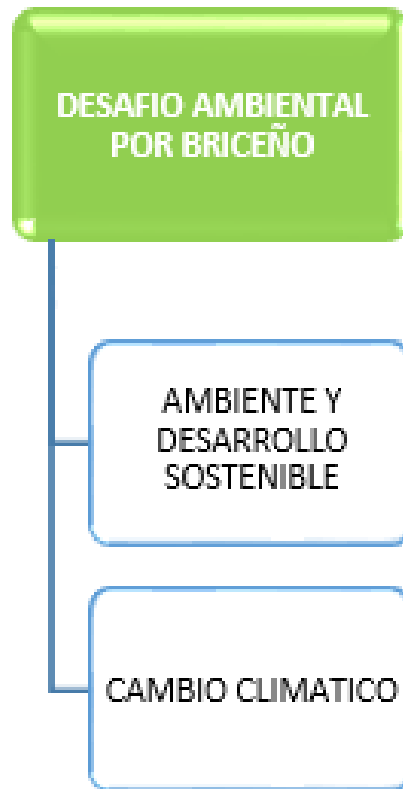 DESAFIO AMBIENTAL
POR BRICEÑO
AMBIENTE Y
DESARROLLO
SOSTENIBLE
CAMBIO CLIMATICO